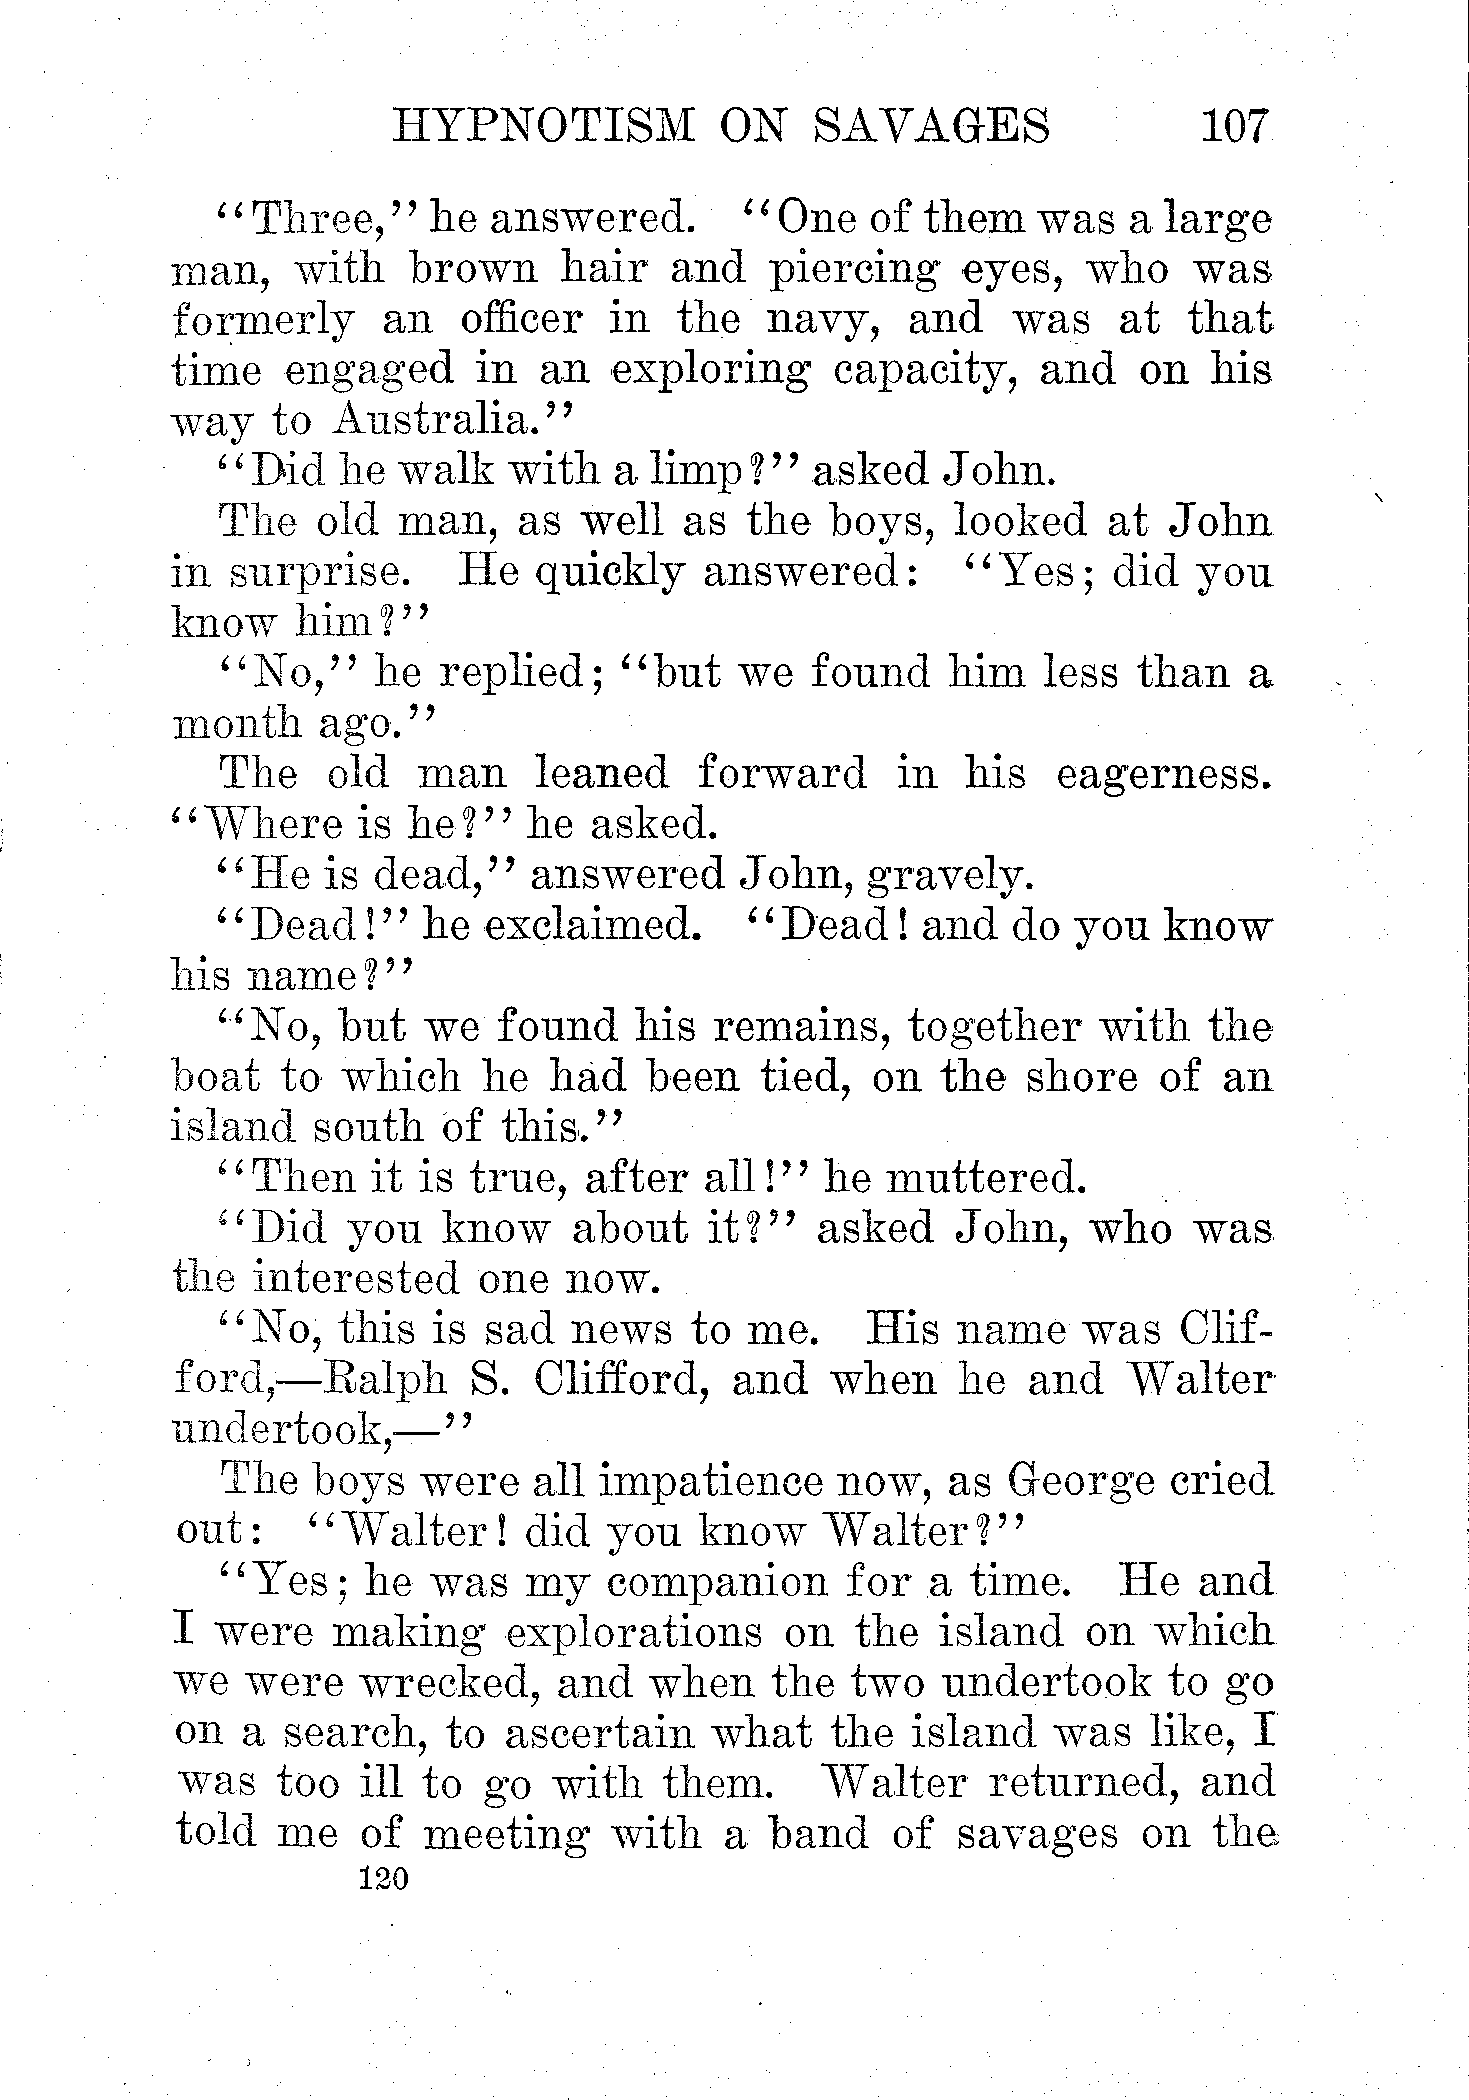 HYPNOTISM ON SAVAGES 107
"Three," he answered. "One of them was a large
man, with brown hair and piercing eyes, who was
formerly an officer in the navy, and was at that
time engaged in an exploring capacity, and on his
way to Australia."
"Did he walk with a limp?" asked John.
The old man, as well as the boys, looked at John
in surprise. He quickly answered: "Yes; did you
know him?"
"No," he replied; "but we found him less than a
month ago."
The old man leaned forward in his eagerness.
"Where is he?" he asked.
"He is dead," answered John, gravely.
"Dead!" he exclaimed. "Dead! and do you know
his name?"
"No, but we found his remains, together with the
boat to which he had been tied, on the shore of an
island south of this."
"Then it is true, after all!" he muttered.
"Did you know about it?" asked John, who was
the interested one now.
"No, this is sad news to me. His name was Clif-
ford,—Ralph S. Clifford, and when he and Walter
undertook,—"
The boys were all impatience now, as George cried
out: "Walter! did you know Walter?"
"Yes; he was my companion for a time. He and
I were making explorations on the island on which
we were wrecked, and when the two undertook to go
on a search, to ascertain what the island was like, I
was too ill to go with them. Walter returned, and
told me of meeting with a band of savages on the
120